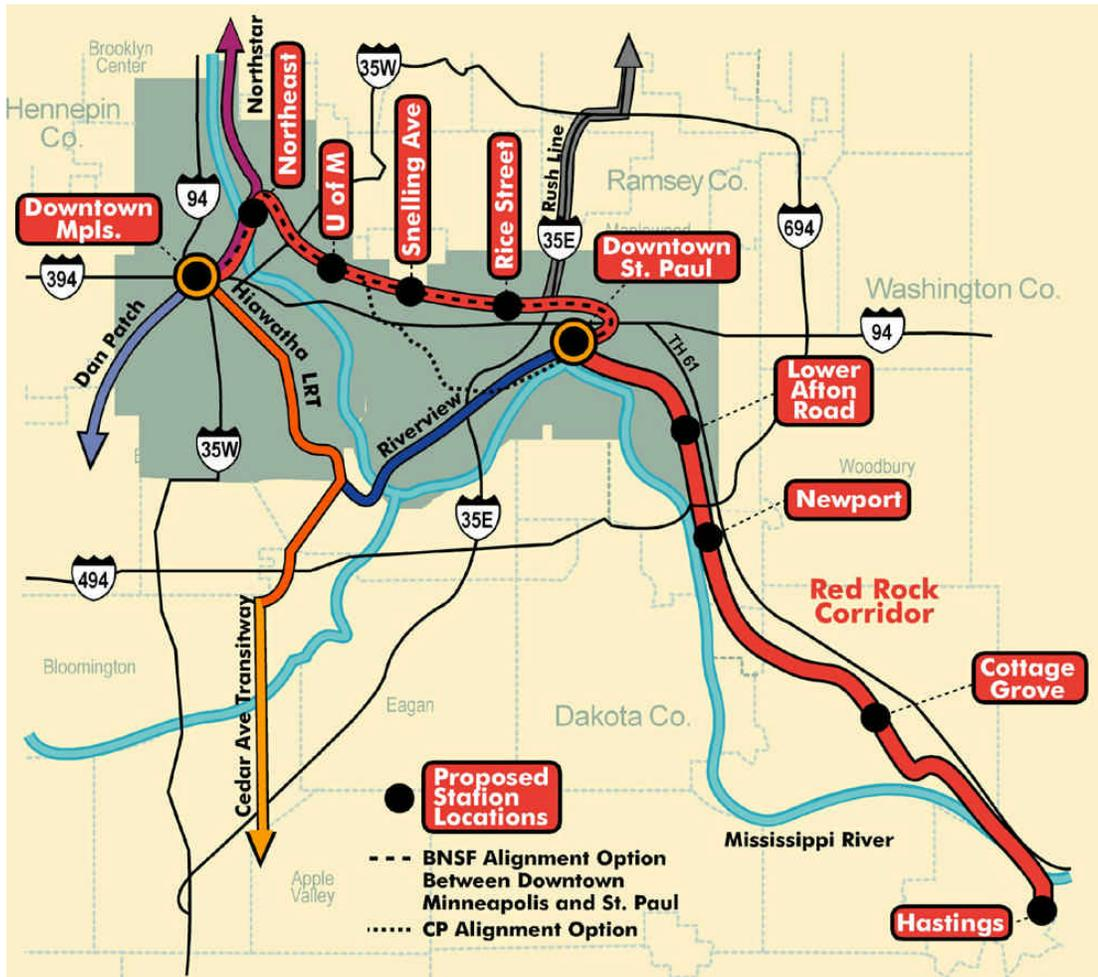 Brooklyn
Center
Northstar
Northeast
35W
Hennepin
Co.
U of M
Snelling Ave
Rice Street
Rush Line
Ramsey Co.
94
Downtown
Mpls.
35E
Maplewood
694
Downtown
St. Paul
394
Washington Co.
Hiawatha LRT
Dan Patch
94
TH 61
Lower
Afton
Road
Riverview
35W
Woodbury
Newport
35E
494
Red Rock
Corridor
Bloomington
Cedar Ave Transitway
Eagan
Dakota Co.
Cottage
Grove
Proposed
Station
Locations
Mississippi River
BNSF Alignment Option
Between Downtown
Minneapolis and St. Paul
Apple
Valley
CP Alignment Option
Hastings